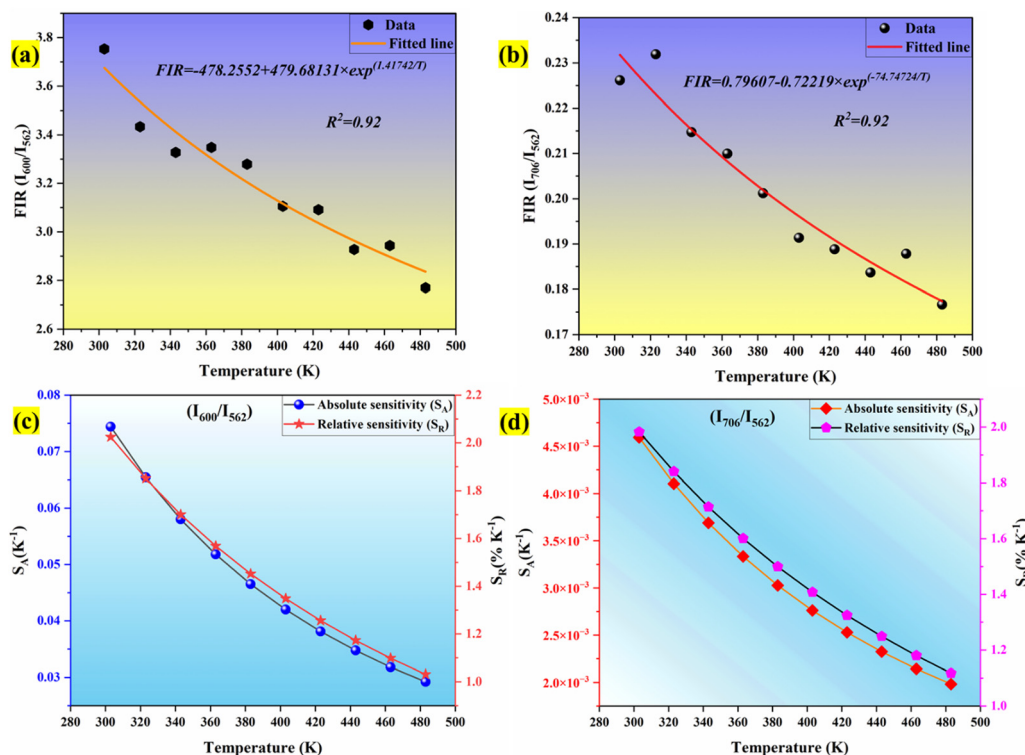 (a)
Data
Fitted line
FIR=-478.2552+479.68131×exp(1.41742/T)
R²=0.92
FIR (I600/I562)
3.8
3.6
3.4
3.2
3.0
2.8
2.6
280 300 320 340 360 380 400 420 440 460 480 500
Temperature (K)
(b)
Data
Fitted line
FIR=0.79607-0.72219×exp(-74.74724/T)
R²=0.92
FIR (I706/I562)
0.24
0.23
0.22
0.21
0.20
0.19
0.18
0.17
280 300 320 340 360 380 400 420 440 460 480 500
Temperature (K)
(c)
(I600/I562)
Absolute sensitivity (SA)
Relative sensitivity (SR)
SA(K-1)
0.08
0.07
0.06
0.05
0.04
0.03
SR(% K-1)
2.2
2.0
1.8
1.6
1.4
1.2
1.0
280 300 320 340 360 380 400 420 440 460 480 500
Temperature (K)
(d)
(I706/I562)
Absolute sensitivity (SA)
Relative sensitivity (SR)
SA(K-1)
5.0×10-3
4.5×10-3
4.0×10-3
3.5×10-3
3.0×10-3
2.5×10-3
2.0×10-3
SR(% K-1)
2.0
1.8
1.6
1.4
1.2
1.0
280 300 320 340 360 380 400 420 440 460 480 500
Temperature (K)